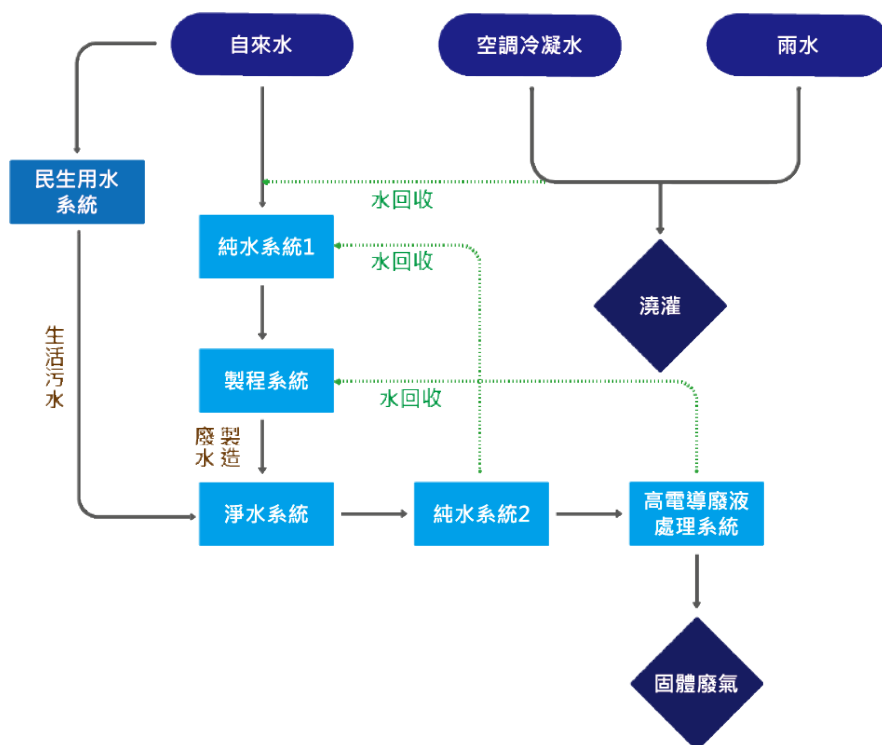 自來水
空調冷凝水
雨水
民生用水
系統
水回收
純水系統1
水回收
澆灌
生活污水
製程系統
水回收
製造
廢水
淨水系統
純水系統2
高電導廢液
處理系統
固體廢氣